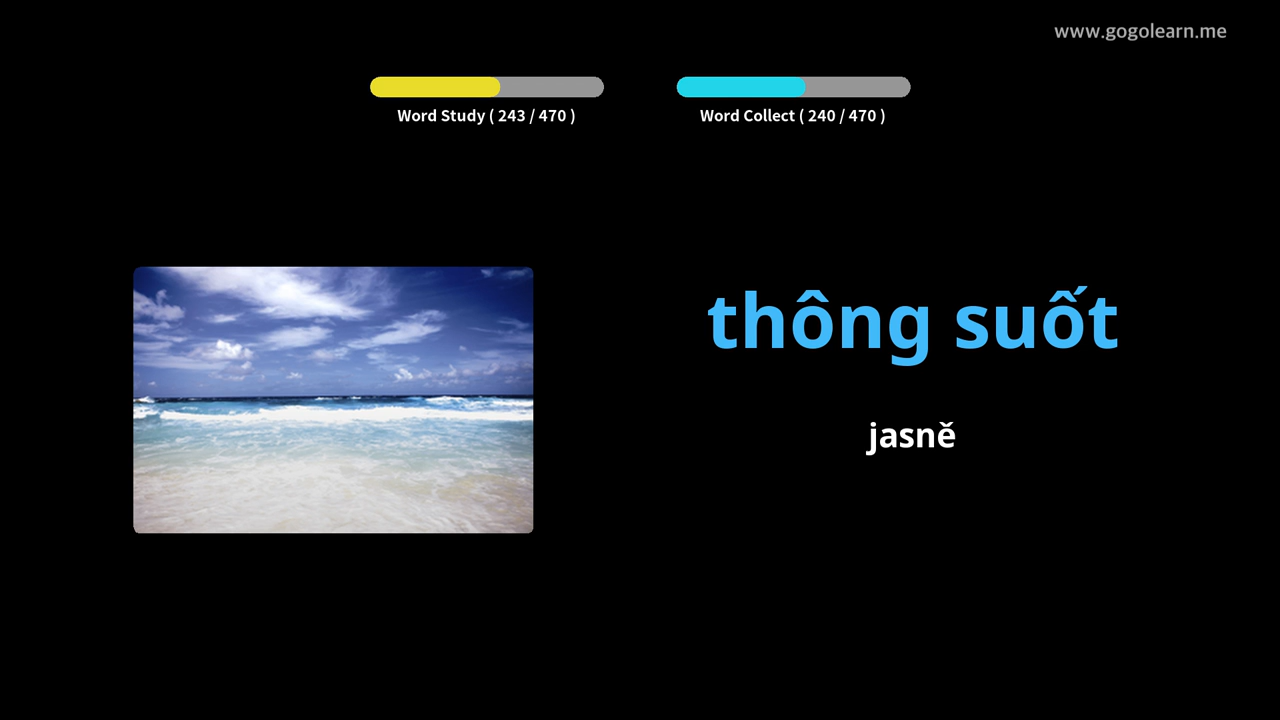 www.gogolearn.me
Word Study ( 243 / 470 )
Word Collect ( 240 / 470 )
thông suốt
jasně